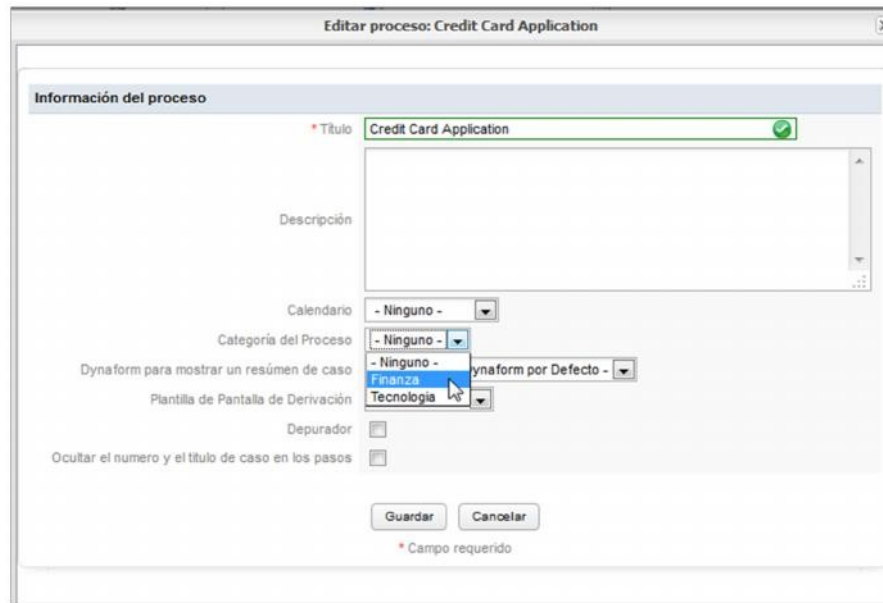 Editar proceso: Credit Card Application
Información del proceso
* Título Credit Card Application
Descripción
Calendario - Ninguno -
Categoría del Proceso - Ninguno -
- Ninguno -
Dynaform para mostrar un resúmen de caso ynaform por Defecto -
Finanza
Tecnologia
Plantilla de Pantalla de Derivación
Depurador
Ocultar el numero y el titulo de caso en los pasos
Guardar Cancelar
* Campo requerido